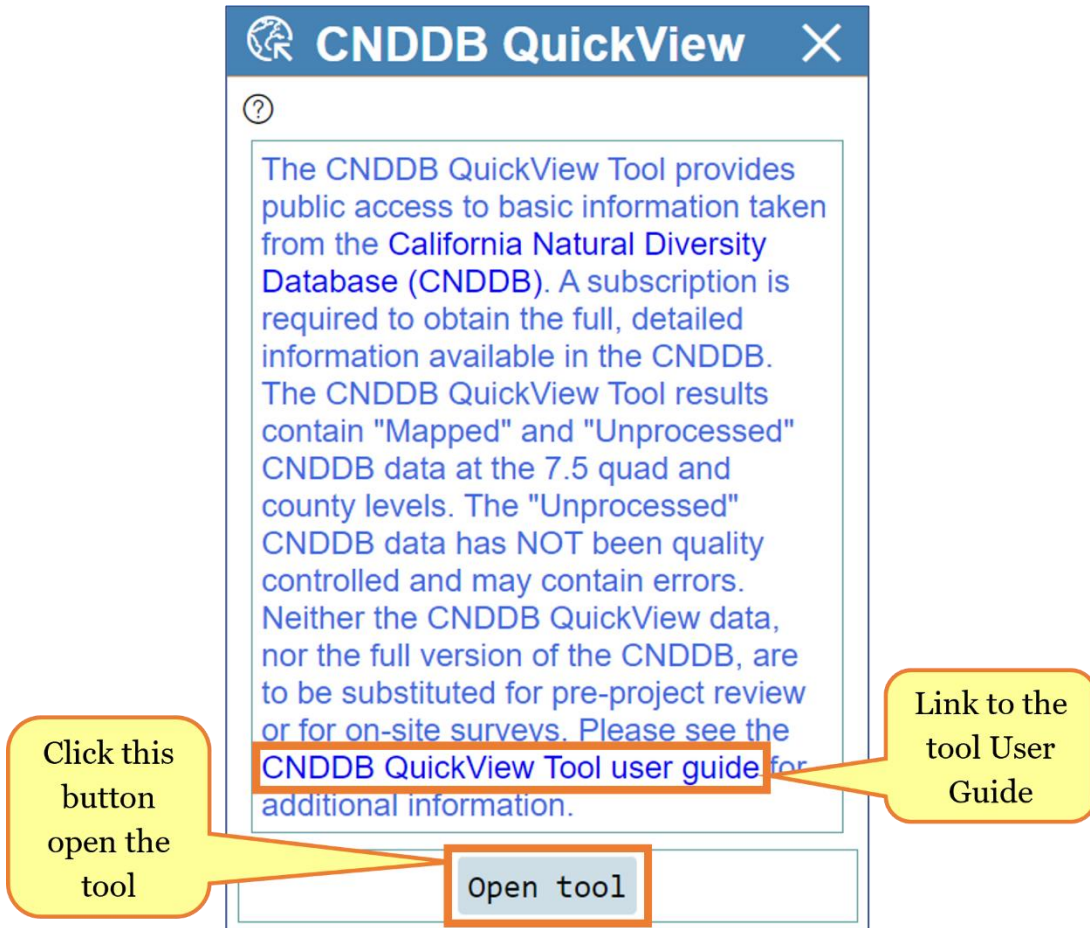 CNDDB QuickView
?
The CNDDB QuickView Tool provides
public access to basic information taken
from the California Natural Diversity
Database (CNDDB). A subscription is
required to obtain the full, detailed
information available in the CNDDB.
The CNDDB QuickView Tool results
contain "Mapped" and "Unprocessed"
CNDDB data at the 7.5 quad and
county levels. The "Unprocessed"
CNDDB data has NOT been quality
controlled and may contain errors.
Neither the CNDDB QuickView data,
nor the full version of the CNDDB, are
to be substituted for pre-project review
or for on-site surveys. Please see the
CNDDB QuickView Tool user guide for
additional information.
Link to the
tool User
Guide
Click this
button
open the
tool
Open tool